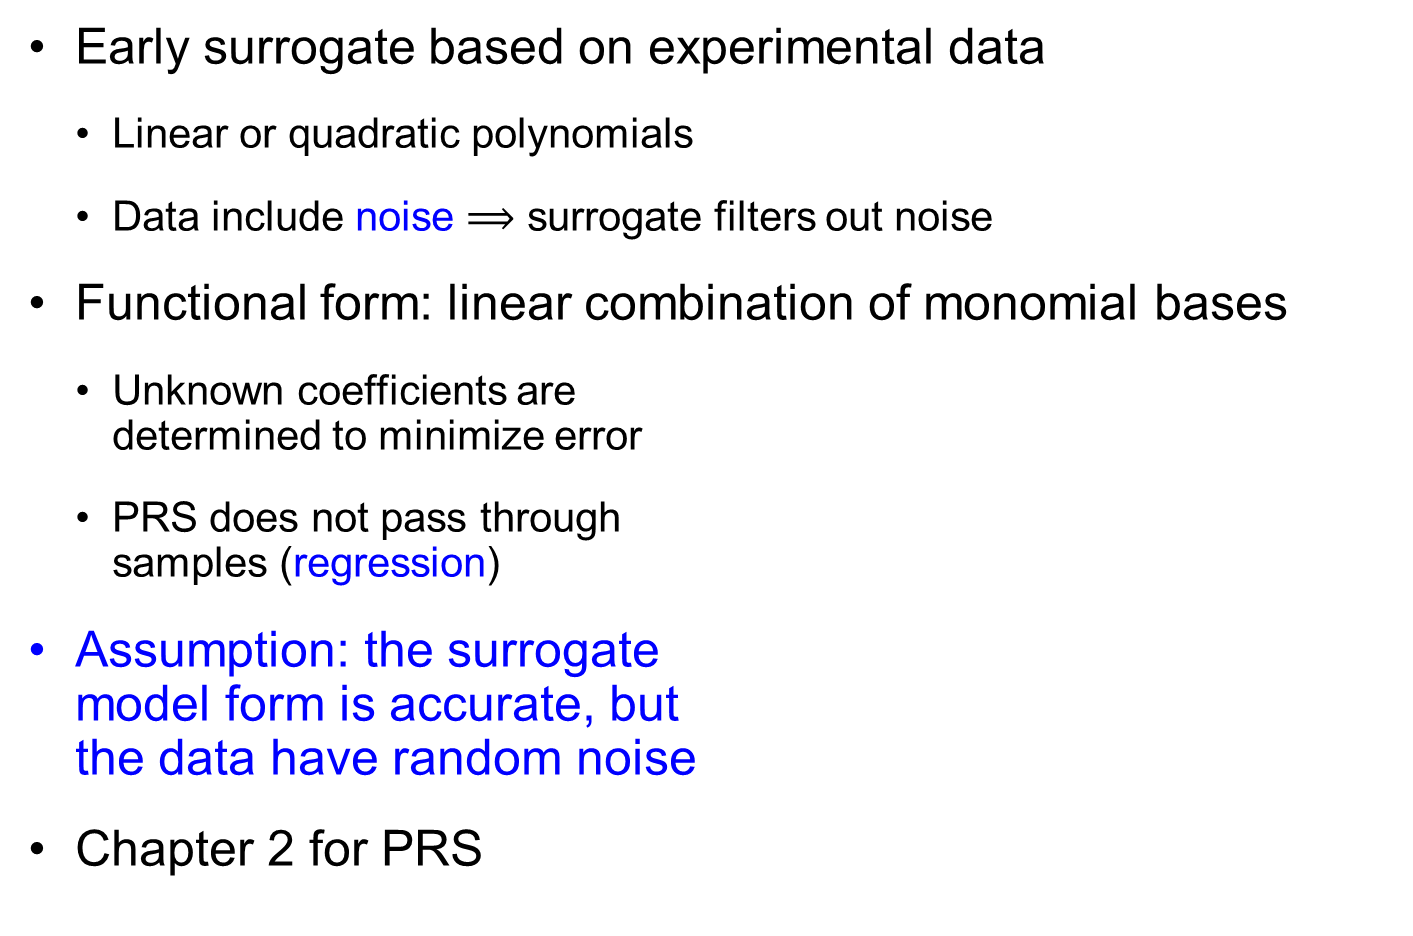 • Early surrogate based on experimental data
• Linear or quadratic polynomials
• Data include noise ⟹ surrogate filters out noise
• Functional form: linear combination of monomial bases
• Unknown coefficients are
determined to minimize error
• PRS does not pass through
samples (regression)
• Assumption: the surrogate
model form is accurate, but
the data have random noise
• Chapter 2 for PRS